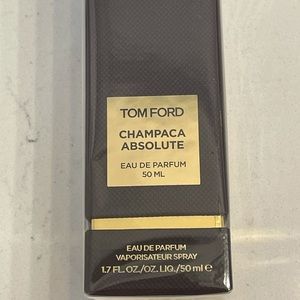 TOM FORD
CHAMPACA
ABSOLUTE
EAU DE PARFUM
50 ML
EAU DE PARFUM
VAPORISATEUR SPRAY
1.7 FL. OZ./OZ. LIQ./50 ml ℮